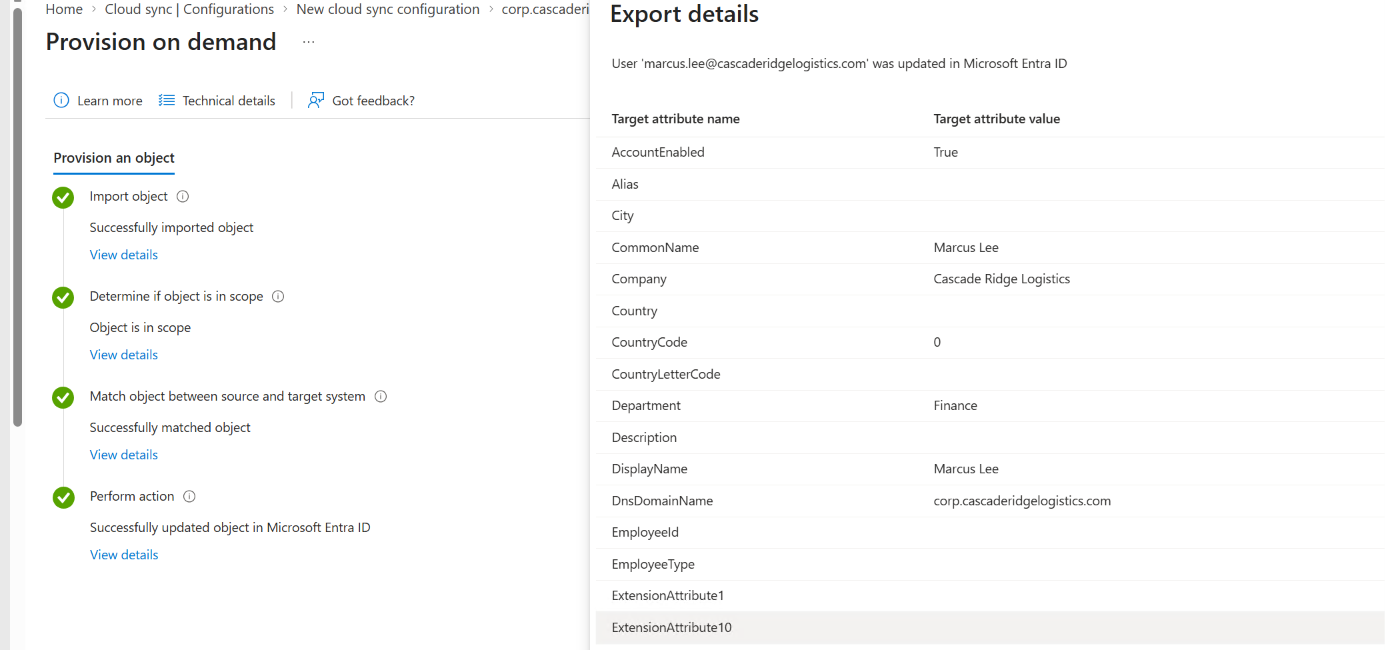 Home > Cloud sync | Configurations > New cloud sync configuration > corp.cascaderi
Provision on demand ...
Learn more Technical details Got feedback?
Provision an object
Import object
Successfully imported object
View details
Determine if object is in scope
Object is in scope
View details
Match object between source and target system
Successfully matched object
View details
Perform action
Successfully updated object in Microsoft Entra ID
View details
Export details
User 'marcus.lee@cascaderidgelogistics.com' was updated in Microsoft Entra ID
Target attribute name Target attribute value
AccountEnabled True
Alias
City
CommonName Marcus Lee
Company Cascade Ridge Logistics
Country
CountryCode 0
CountryLetterCode
Department Finance
Description
DisplayName Marcus Lee
DnsDomainName corp.cascaderidgelogistics.com
EmployeeId
EmployeeType
ExtensionAttribute1
ExtensionAttribute10